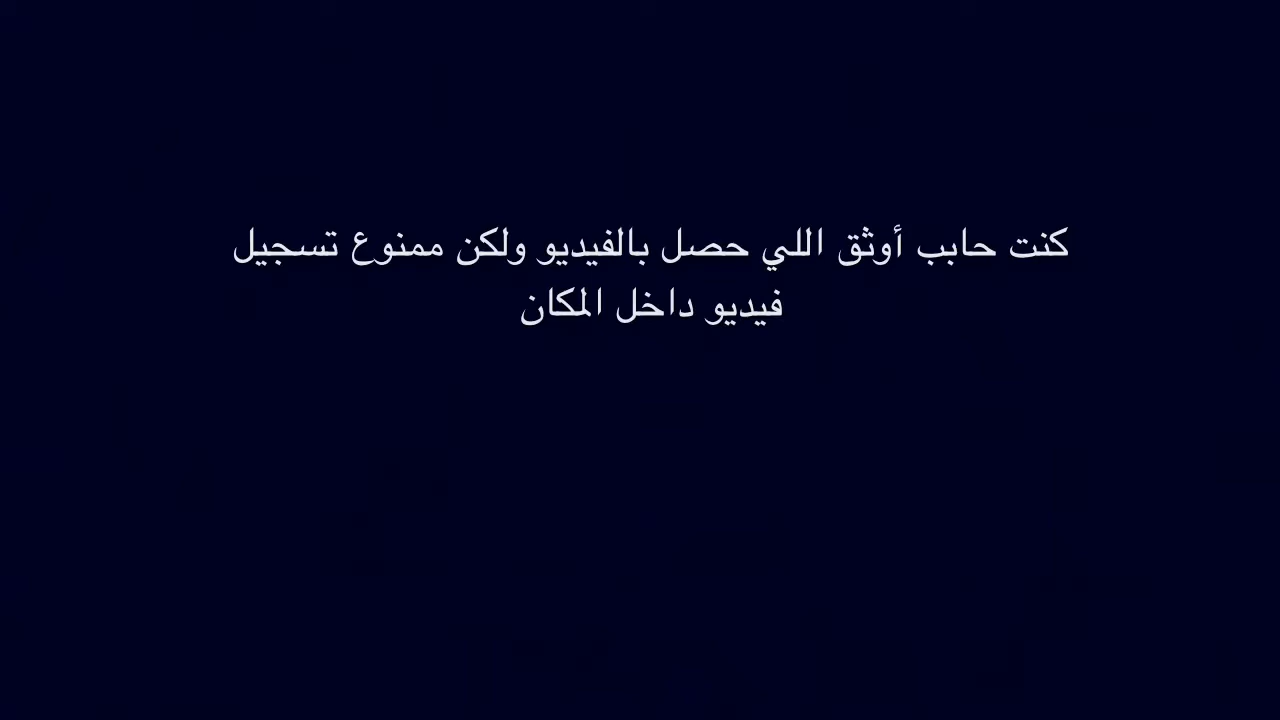 كنت حابب أوثق اللي حصل بالفيديو ولكن ممنوع تسجيل
فيديو داخل المكان